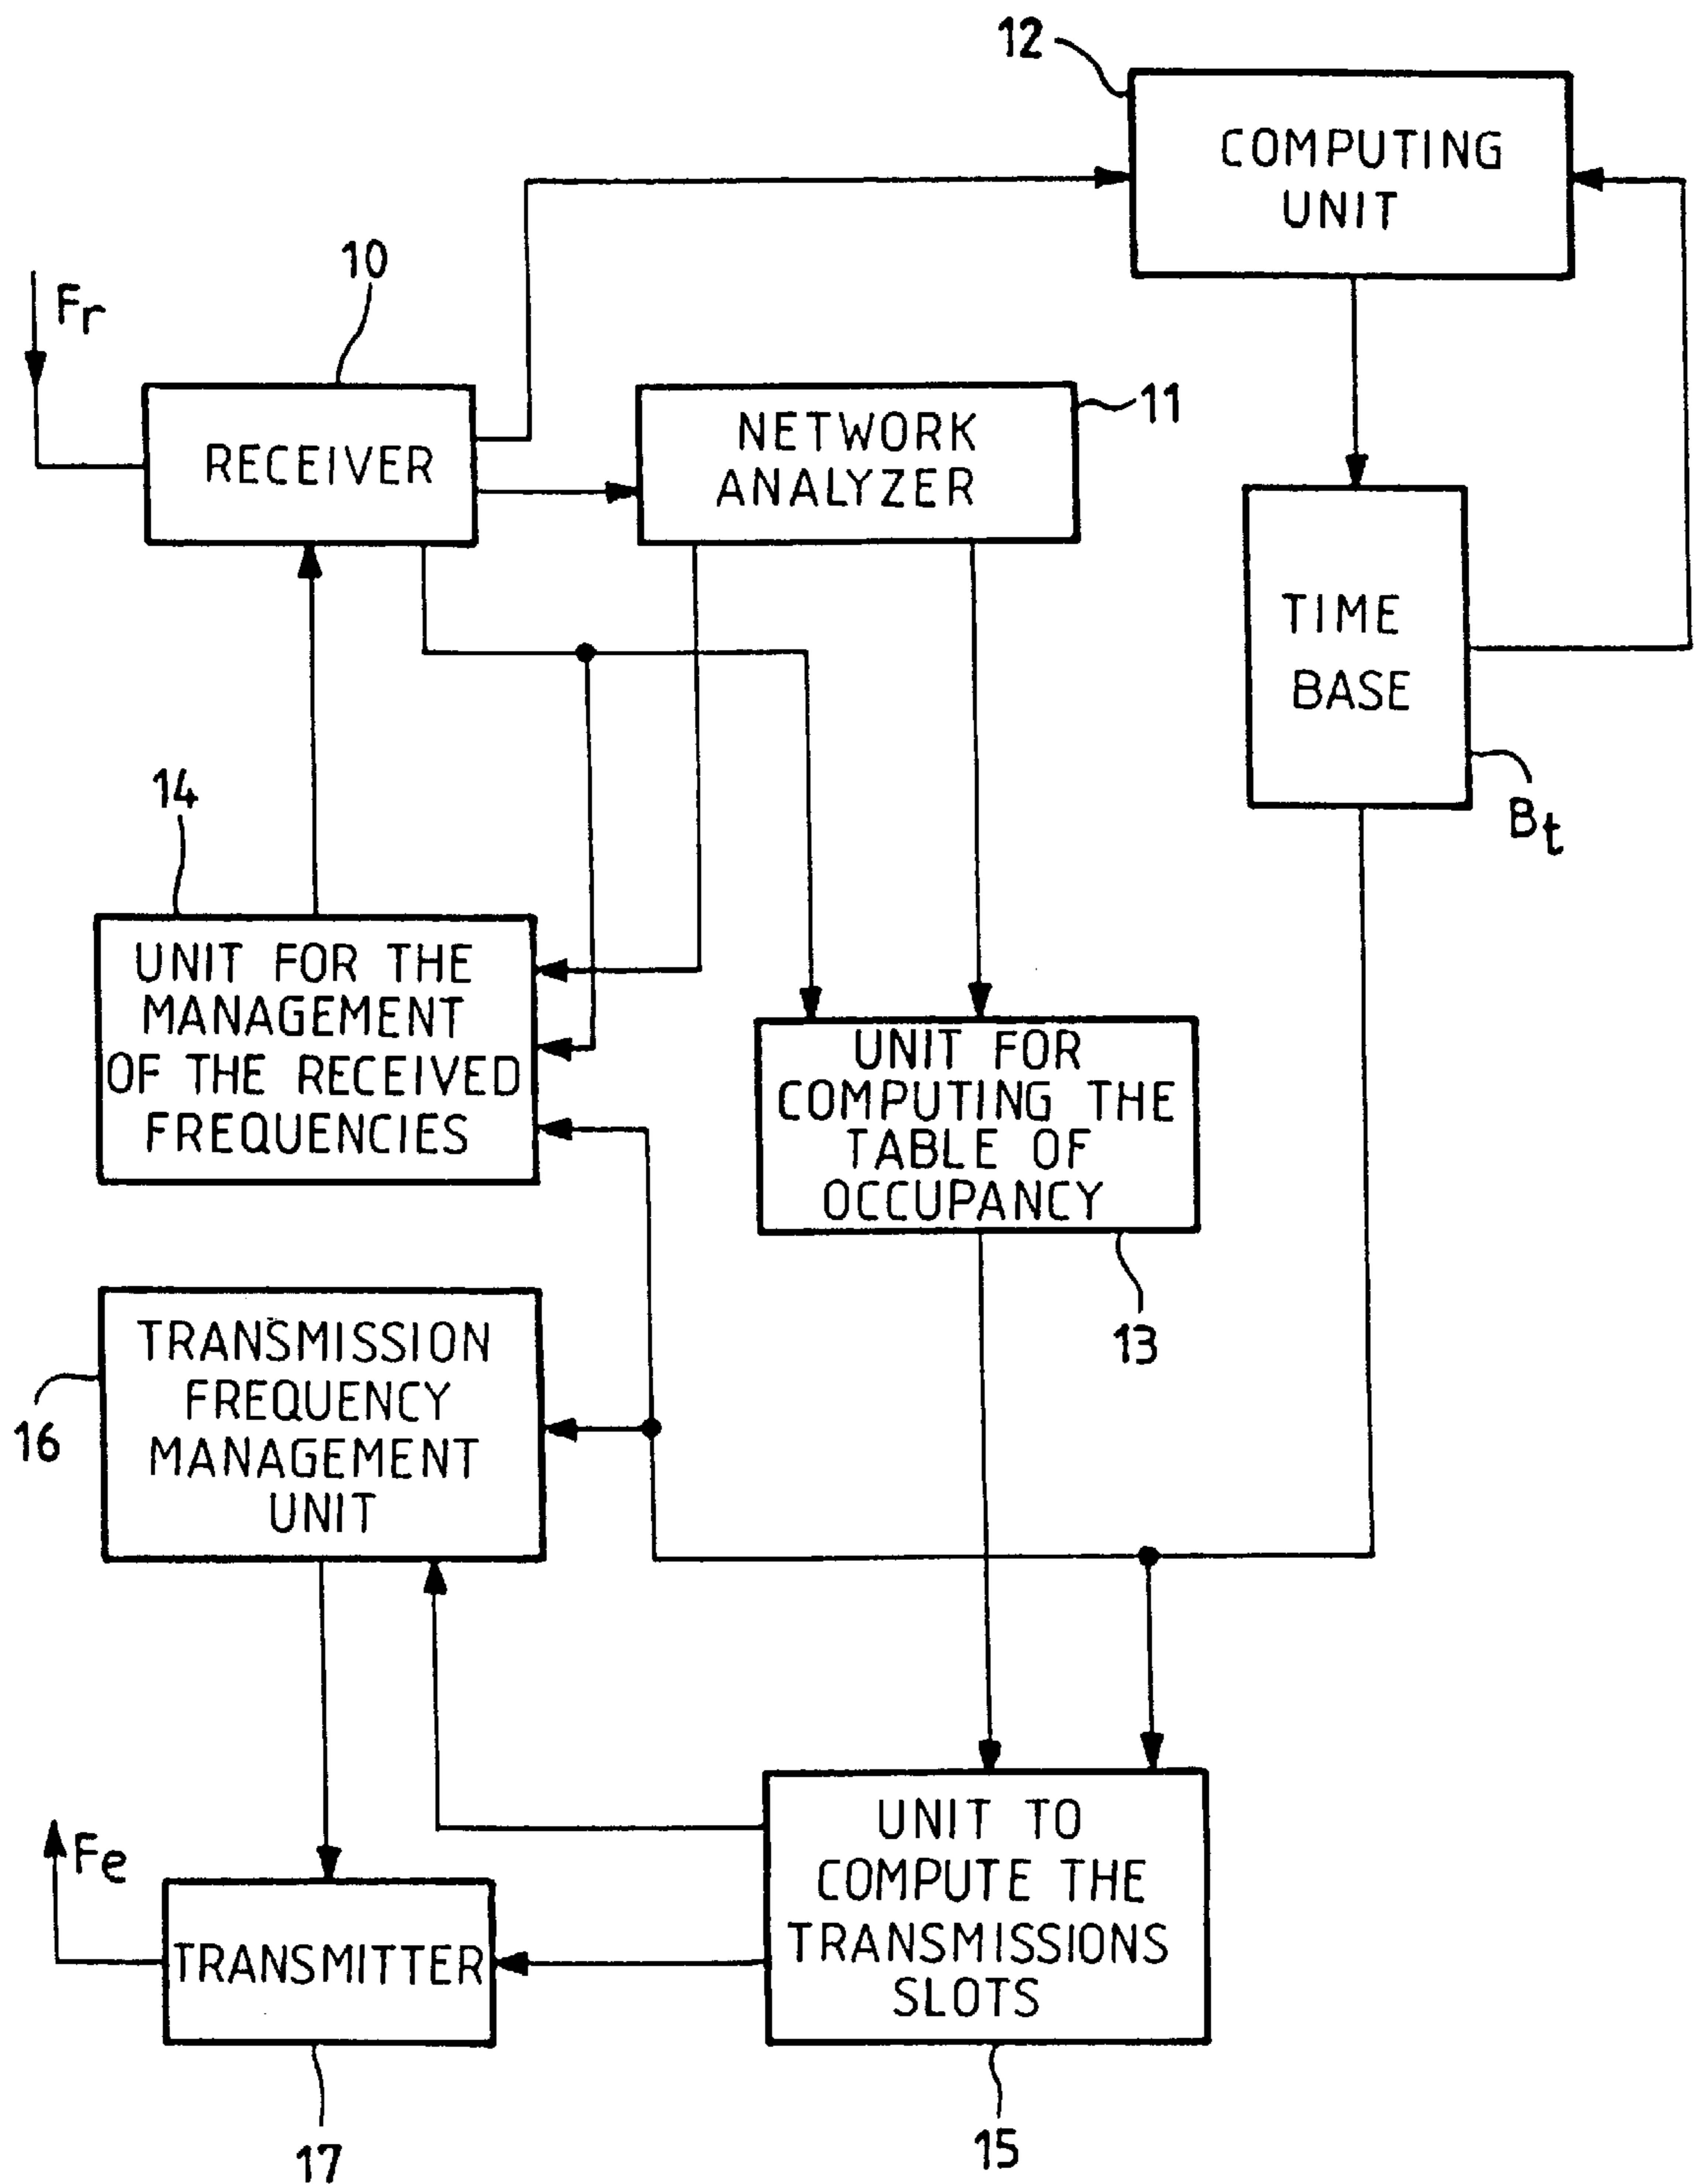 12
COMPUTING
UNIT
10
Fr
RECEIVER
NETWORK
ANALYZER
11
TIME
BASE
Bt
14
UNIT FOR THE
MANAGEMENT
OF THE RECEIVED
FREQUENCIES
UNIT FOR
COMPUTING THE
TABLE OF
OCCUPANCY
13
TRANSMISSION
FREQUENCY
MANAGEMENT
UNIT
16
Fe
TRANSMITTER
17
UNIT TO
COMPUTE THE
TRANSMISSIONS
SLOTS
15